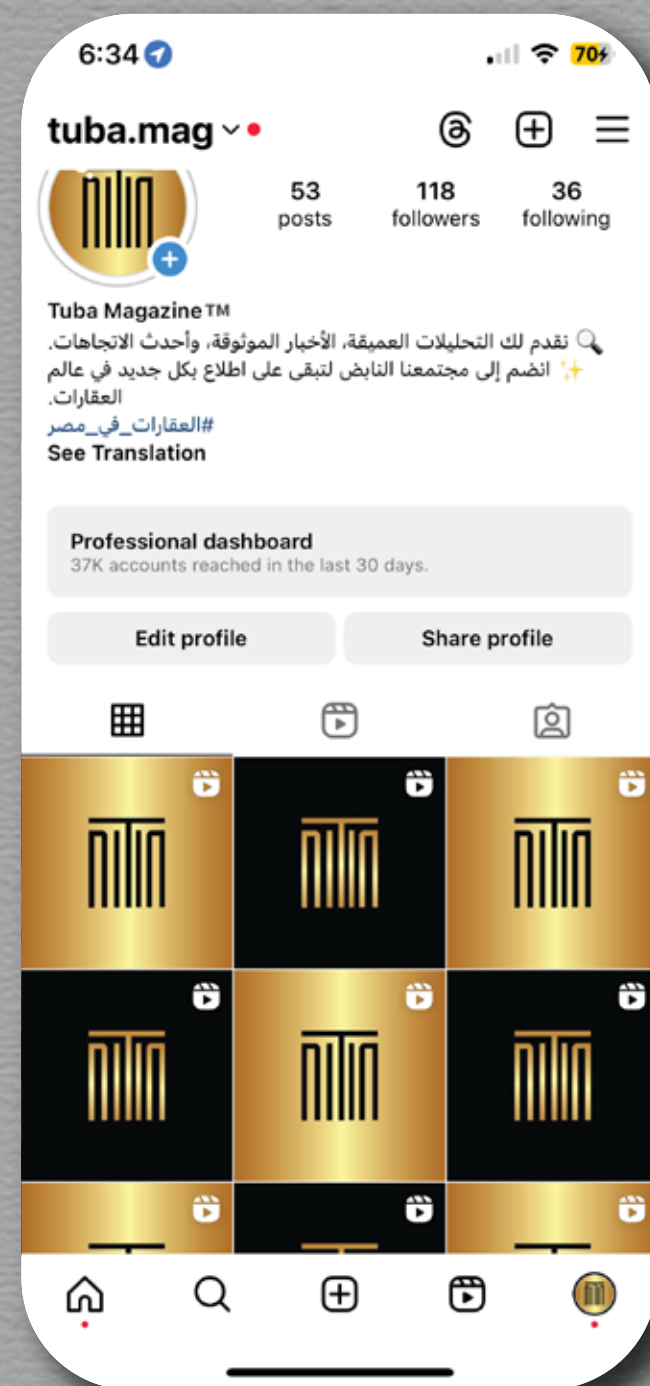 6:34
70
tuba.mag
53 118 36
posts followers following
Tuba Magazine™
🔍 نقدم لك التحليلات العميقة، الأخبار الموثوقة، وأحدث الاتجاهات.
✨ انضم إلى مجتمعنا النابض لتبقى على اطلاع بكل جديد في عالم
العقارات.
#العقارات_في_مصر
See Translation
Professional dashboard
37K accounts reached in the last 30 days.
Edit profile Share profile